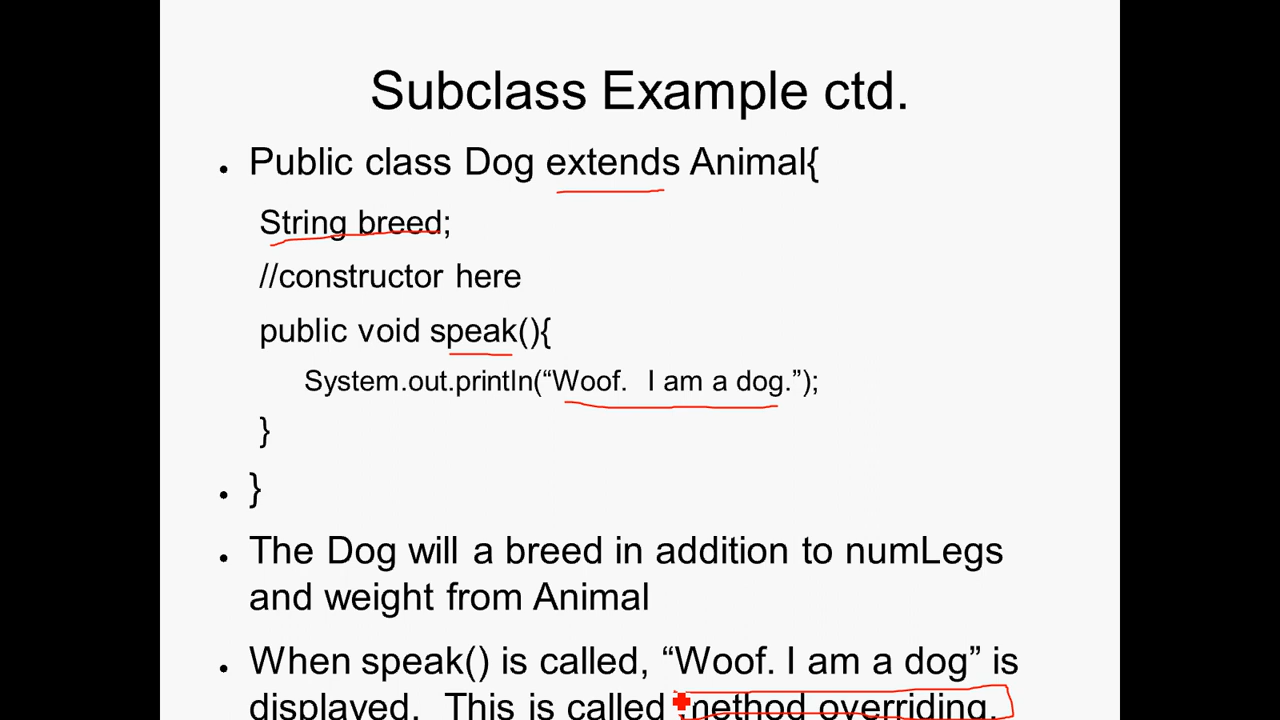 Subclass Example ctd.
• Public class Dog extends Animal{
String breed;
//constructor here
public void speak(){
System.out.println(“Woof.  I am a dog.”);
}
• }
• The Dog will a breed in addition to numLegs
and weight from Animal
• When speak() is called, “Woof. I am a dog” is
displayed.  This is called method overriding.